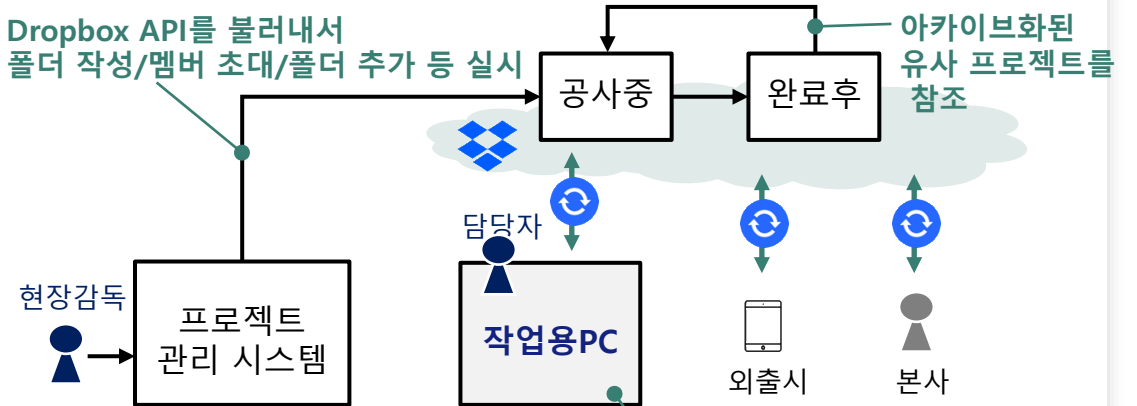 Dropbox API를 불러내서
폴더 작성/멤버 초대/폴더 추가 등 실시
아카이브화된
유사 프로젝트를
참조
공사중
완료후
담당자
현장감독
프로젝트
관리 시스템
작업용PC
외출시
본사